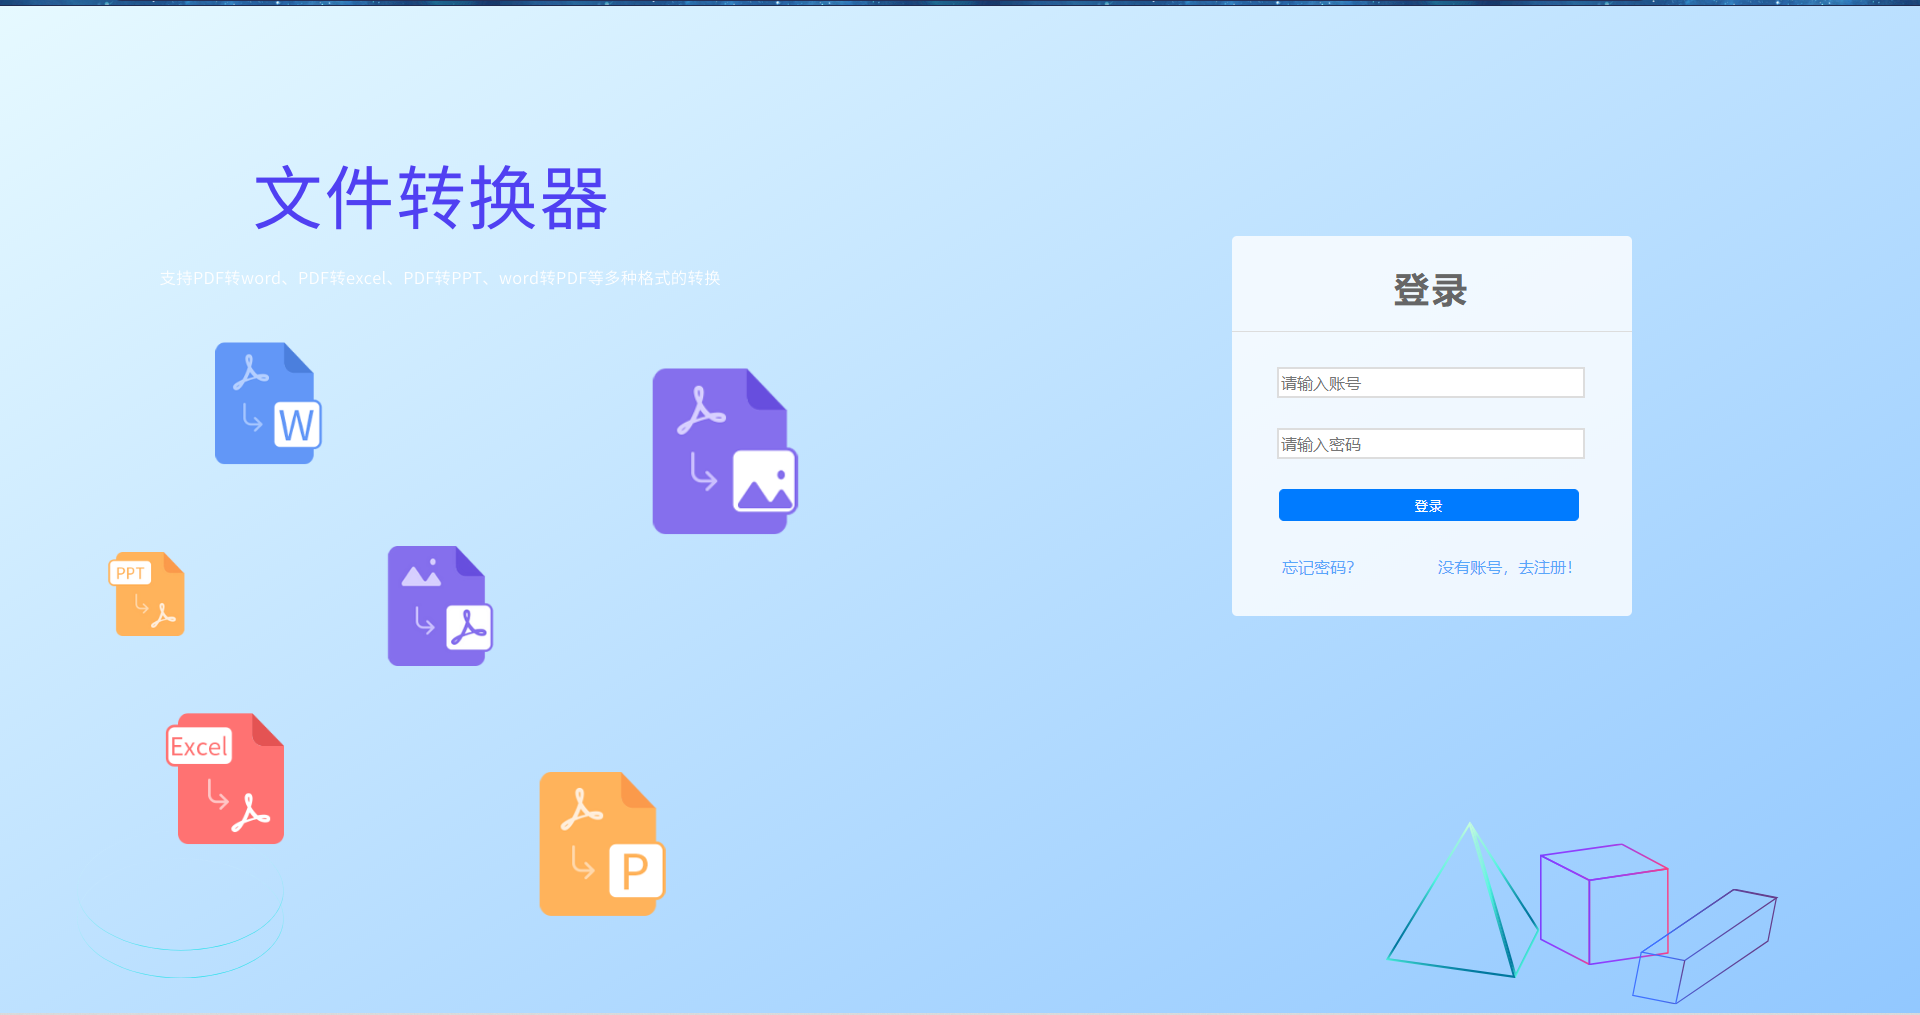 文件转换器
支持PDF转word、PDF转excel、PDF转PPT、word转PDF等多种格式的转换
W
PPT
Excel
P
登录
请输入账号
请输入密码
登录
忘记密码?
没有账号，去注册!